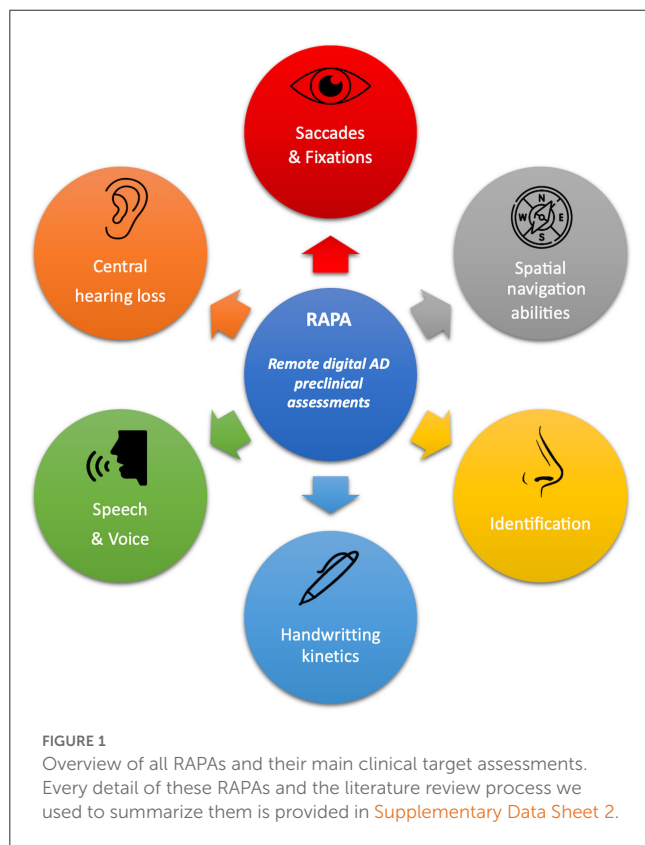 Saccades
& Fixations
Central
hearing loss
N
W E
S
Spatial
navigation
abilities
RAPA
Remote digital AD
preclinical
assessments
Speech
& Voice
Identification
Handwritting
kinetics
FIGURE 1
Overview of all RAPAs and their main clinical target assessments.
Every detail of these RAPAs and the literature review process we
used to summarize them is provided in Supplementary Data Sheet 2.